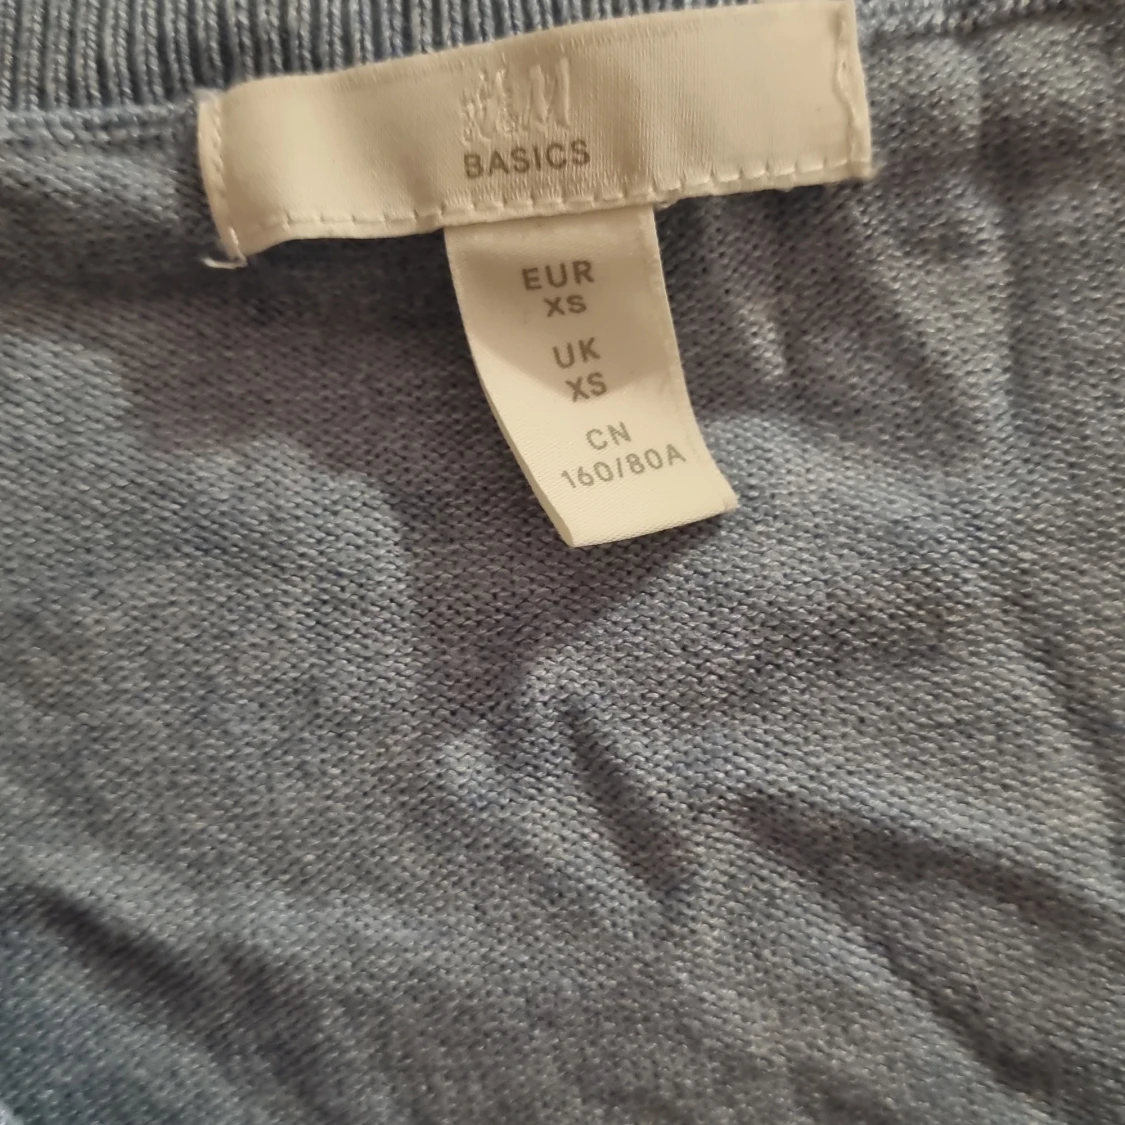 H&M
BASICS
EUR
XS
UK
XS
CN
160/80A